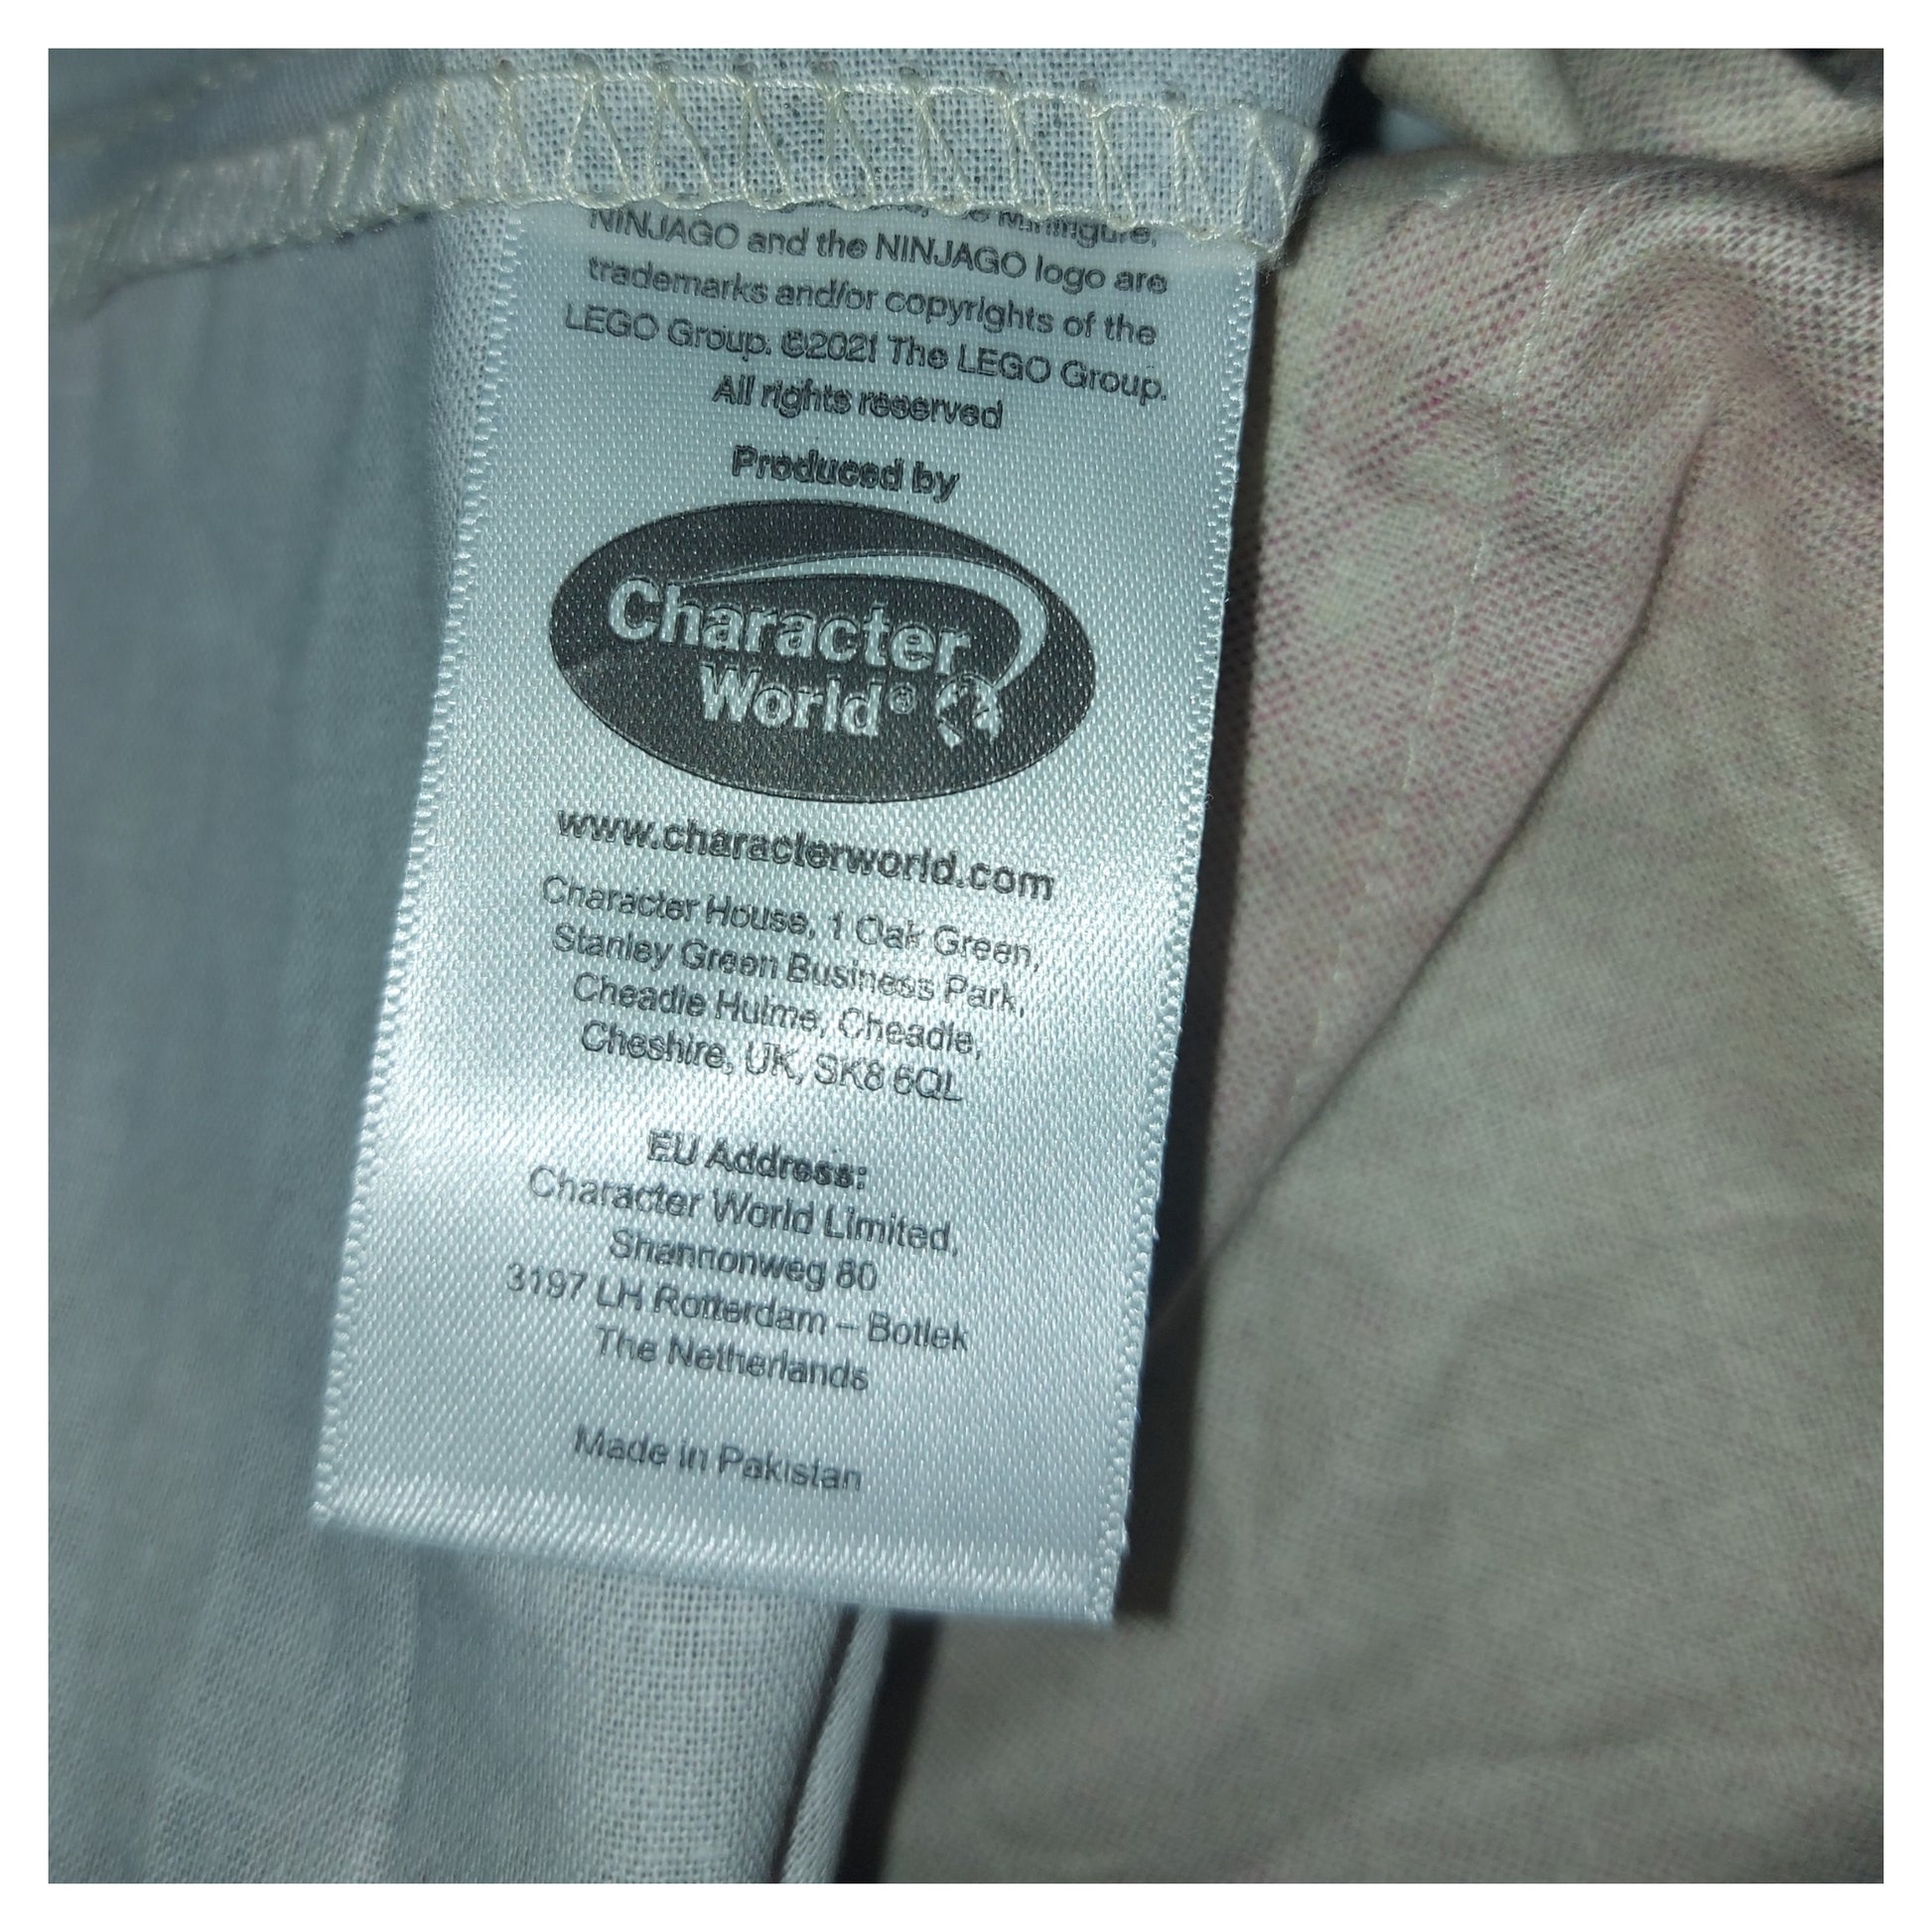 the Minifigure,
NINJAGO and the NINJAGO logo are
trademarks and/or copyrights of the
LEGO Group. ©2021 The LEGO Group.
All rights reserved
Produced by
Character
World®
www.characterworld.com
Character House, 1 Oak Green,
Stanley Green Business Park,
Cheadle Hulme, Cheadle,
Cheshire, UK, SK8 6QL
EU Address:
Character World Limited,
Shannonweg 80
3197 LH Rotterdam – Botlek
The Netherlands
Made in Pakistan